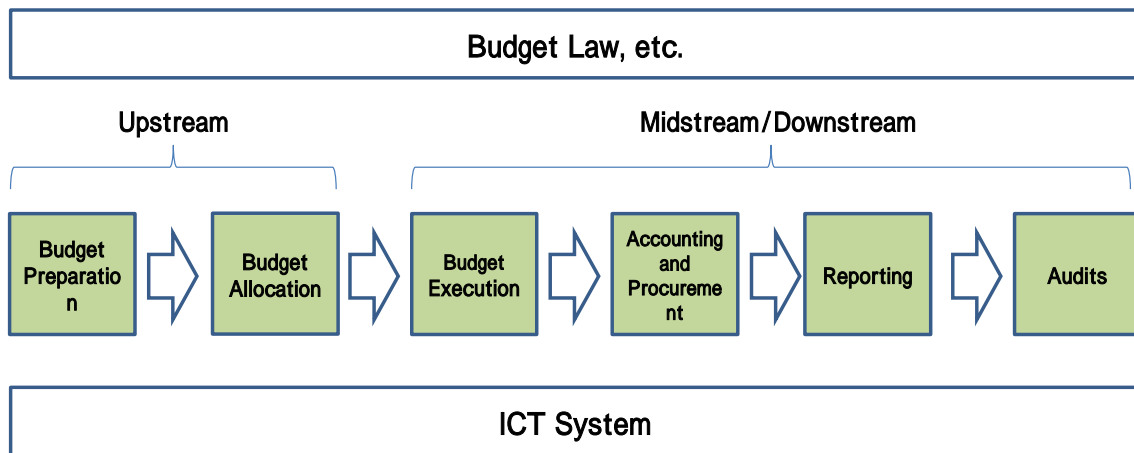 Budget Law, etc.
Upstream
Midstream/Downstream
Budget
Preparatio
n
Budget
Allocation
Budget
Execution
Accounting
and
Procureme
nt
Reporting
Audits
ICT System